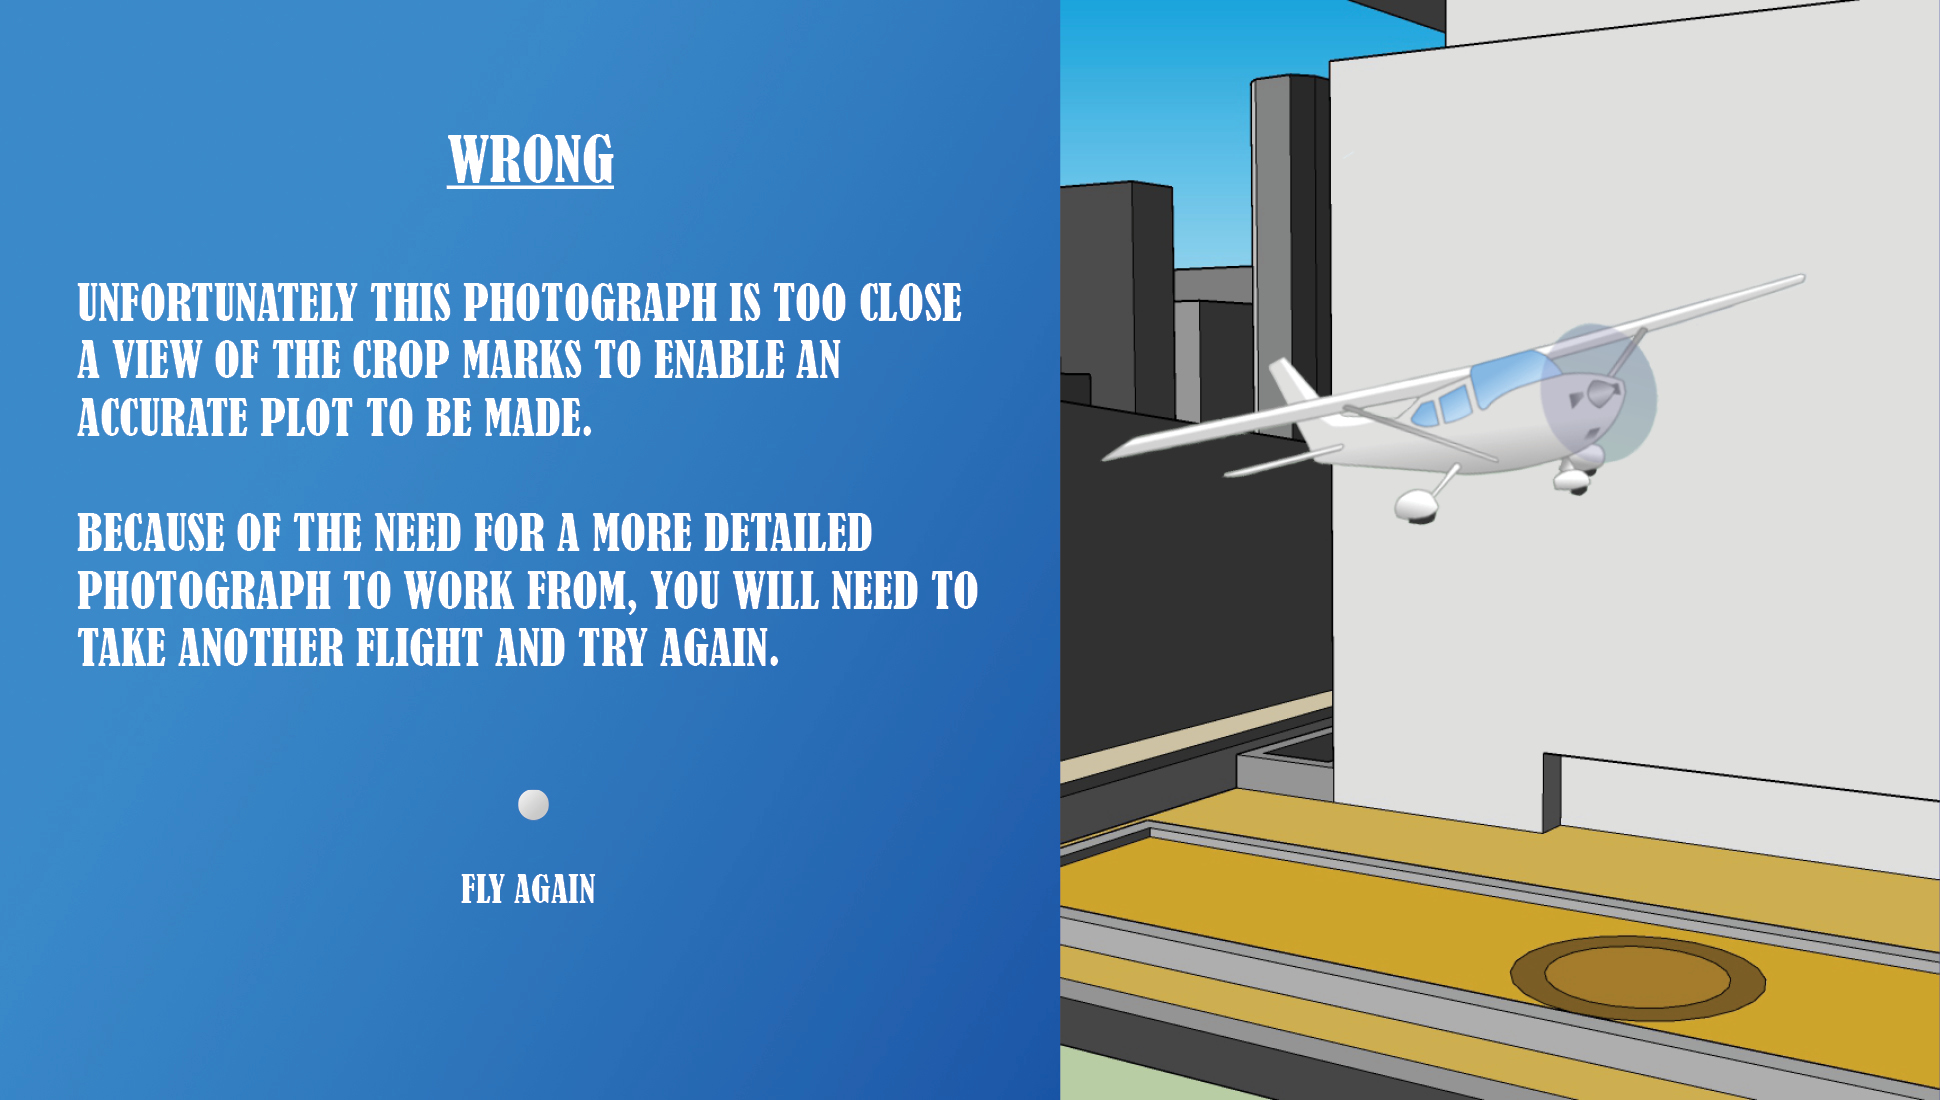 WRONG
UNFORTUNATELY THIS PHOTOGRAPH IS TOO CLOSE
A VIEW OF THE CROP MARKS TO ENABLE AN
ACCURATE PLOT TO BE MADE.
BECAUSE OF THE NEED FOR A MORE DETAILED
PHOTOGRAPH TO WORK FROM, YOU WILL NEED TO
TAKE ANOTHER FLIGHT AND TRY AGAIN.
FLY AGAIN